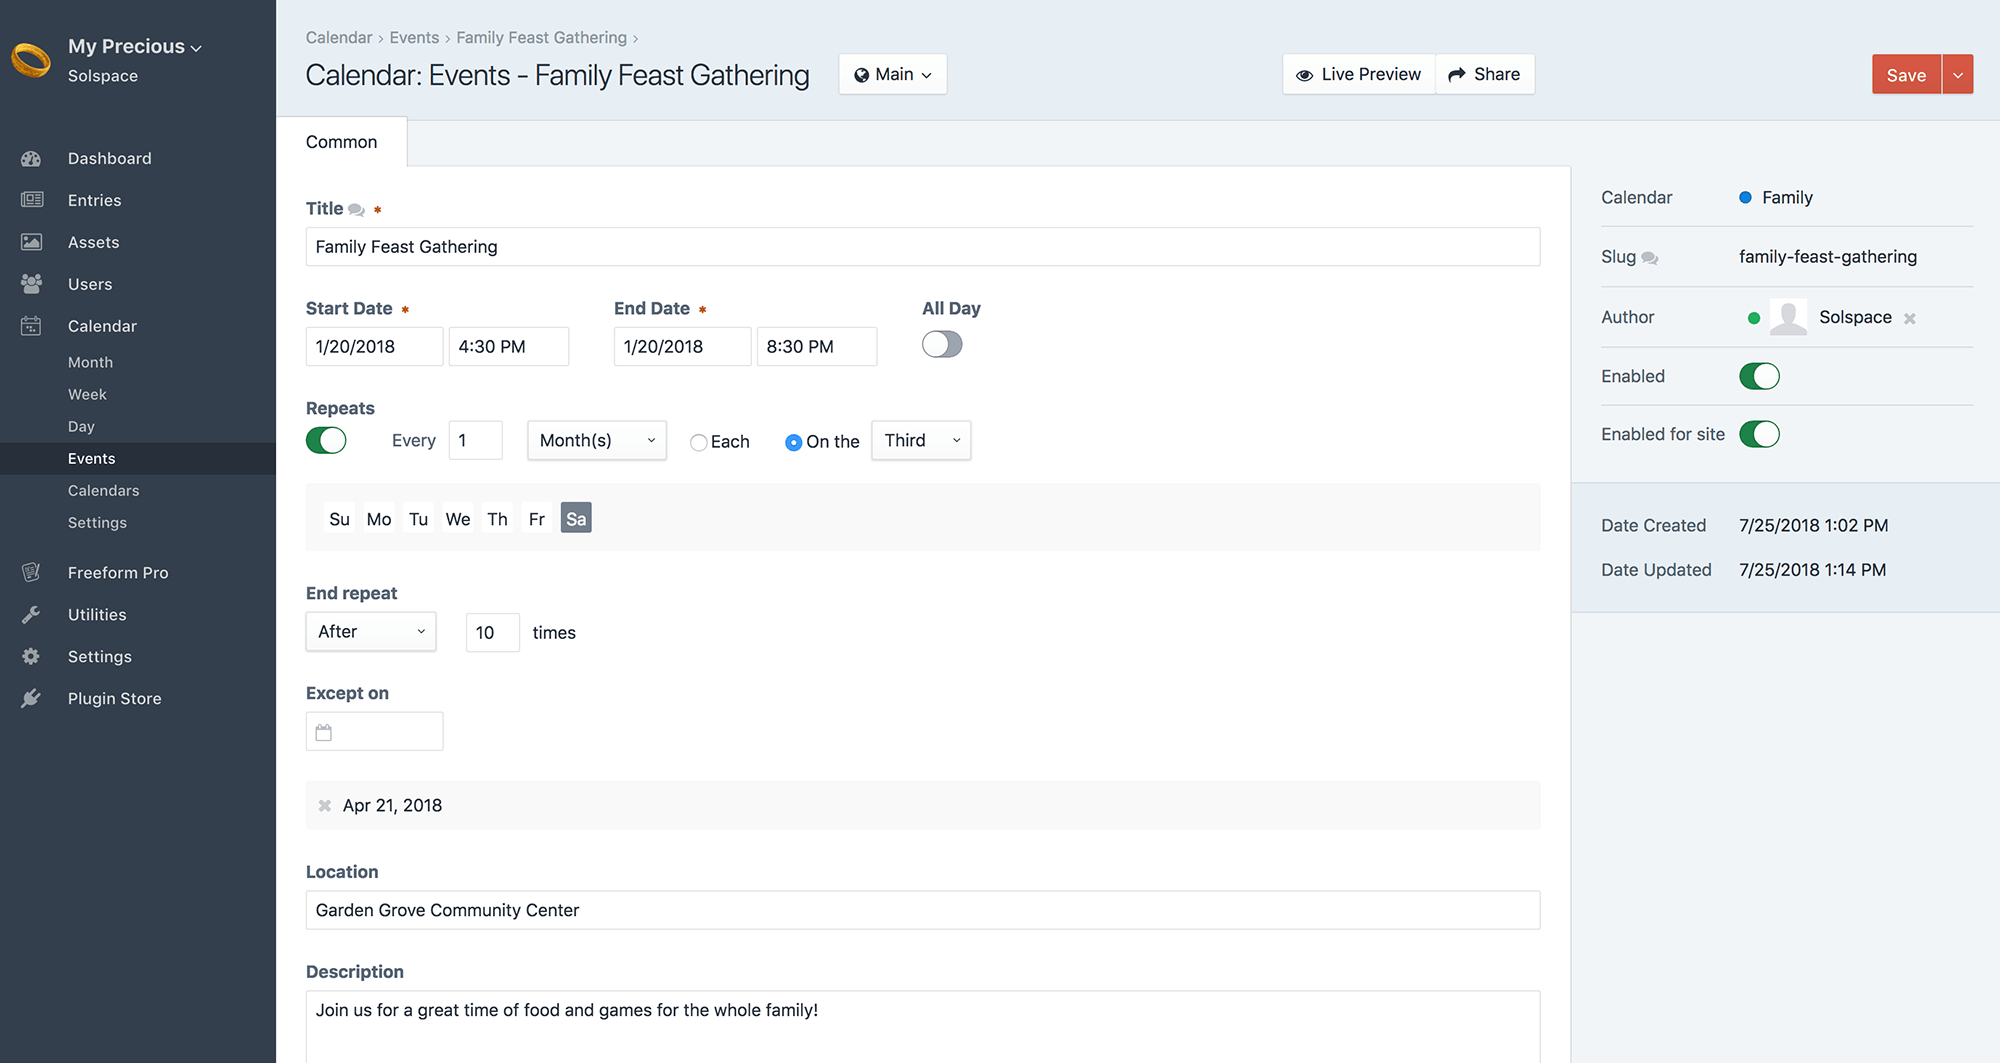 My Precious
Solspace
Dashboard
Entries
Assets
Users
Calendar
Month
Week
Day
Events
Calendars
Settings
Freeform Pro
Utilities
Settings
Plugin Store
Calendar › Events › Family Feast Gathering ›
Calendar: Events - Family Feast Gathering
Main
Live Preview
Share
Save
Common
Title *
Family Feast Gathering
Start Date * End Date * All Day
1/20/2018 4:30 PM 1/20/2018 8:30 PM
Repeats
Every 1 Month(s) Each On the Third
Su Mo Tu We Th Fr Sa
End repeat
After 10 times
Except on
Apr 21, 2018
Location
Garden Grove Community Center
Description
Join us for a great time of food and games for the whole family!
Calendar Family
Slug family-feast-gathering
Author Solspace
Enabled
Enabled for site
Date Created 7/25/2018 1:02 PM
Date Updated 7/25/2018 1:14 PM